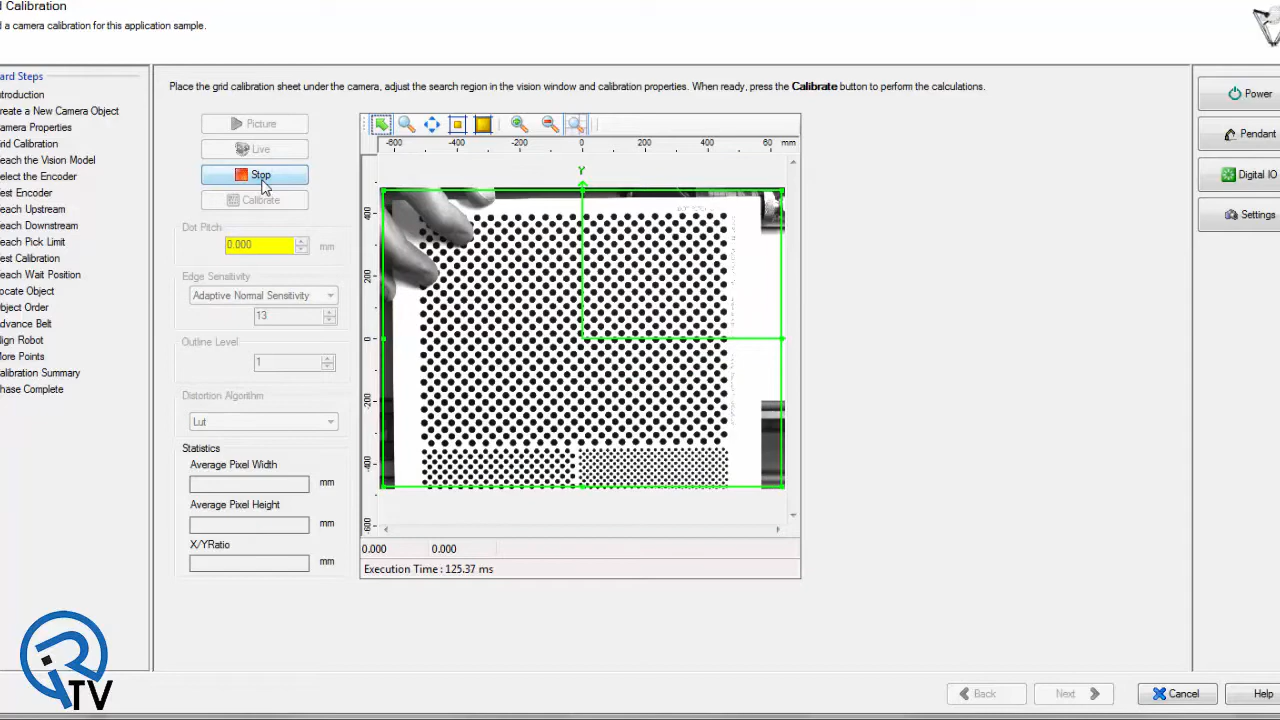 d Calibration
d a camera calibration for this application sample.
ard Steps
troduction
reate a New Camera Object
amera Properties
rid Calibration
each the Vision Model
elect the Encoder
est Encoder
each Upstream
each Downstream
each Pick Limit
est Calibration
each Wait Position
ocate Object
bject Order
dvance Belt
lign Robot
More Points
alibration Summary
hase Complete
Place the grid calibration sheet under the camera, adjust the search region in the vision window and calibration properties. When ready, press the Calibrate button to perform the calculations.
Picture
Live
Stop
Calibrate
Dot Pitch
0.000 mm
Edge Sensitivity
Adaptive Normal Sensitivity
13
Outline Level
1
Distortion Algorithm
Lut
Statistics
Average Pixel Width
mm
Average Pixel Height
mm
X/YRatio
mm
-600 -400 -200 0 200 400 60 mm
Y
400
200
0
-200
-400
-600
0.000 0.000
Execution Time : 125.37 ms
Power
Pendant
Digital IO
Settings
TV
Back
Next
Cancel
Help